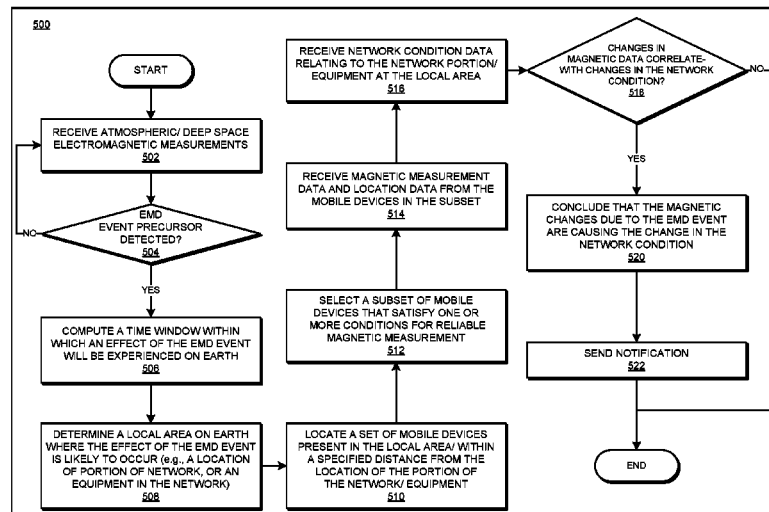 500
START
RECEIVE ATMOSPHERIC/ DEEP SPACE
ELECTROMAGNETIC MEASUREMENTS
502
EMD
EVENT PRECURSOR
DETECTED?
504
NO
YES
COMPUTE A TIME WINDOW WITHIN
WHICH AN EFFECT OF THE EMD EVENT
WILL BE EXPERIENCED ON EARTH
506
DETERMINE A LOCAL AREA ON EARTH
WHERE THE EFFECT OF THE EMD EVENT
IS LIKELY TO OCCUR (e.g., A LOCATION
OF PORTION OF NETWORK, OR AN
EQUIPMENT IN THE NETWORK)
508
LOCATE A SET OF MOBILE DEVICES
PRESENT IN THE LOCAL AREA/ WITHIN
A SPECIFIED DISTANCE FROM THE
LOCATION OF THE PORTION OF
THE NETWORK/ EQUIPMENT
510
SELECT A SUBSET OF MOBILE
DEVICES THAT SATISFY ONE OR
MORE CONDITIONS FOR RELIABLE
MAGNETIC MEASUREMENT
512
RECEIVE MAGNETIC MEASUREMENT
DATA AND LOCATION DATA FROM THE
MOBILE DEVICES IN THE SUBSET
514
RECEIVE NETWORK CONDITION DATA
RELATING TO THE NETWORK PORTION/
EQUIPMENT AT THE LOCAL AREA
516
CHANGES IN
MAGNETIC DATA CORRELATE-
WITH CHANGES IN THE NETWORK
CONDITION?
518
NO
YES
CONCLUDE THAT THE MAGNETIC
CHANGES DUE TO THE EMD EVENT
ARE CAUSING THE CHANGE IN THE
NETWORK CONDITION
520
SEND NOTIFICATION
522
END